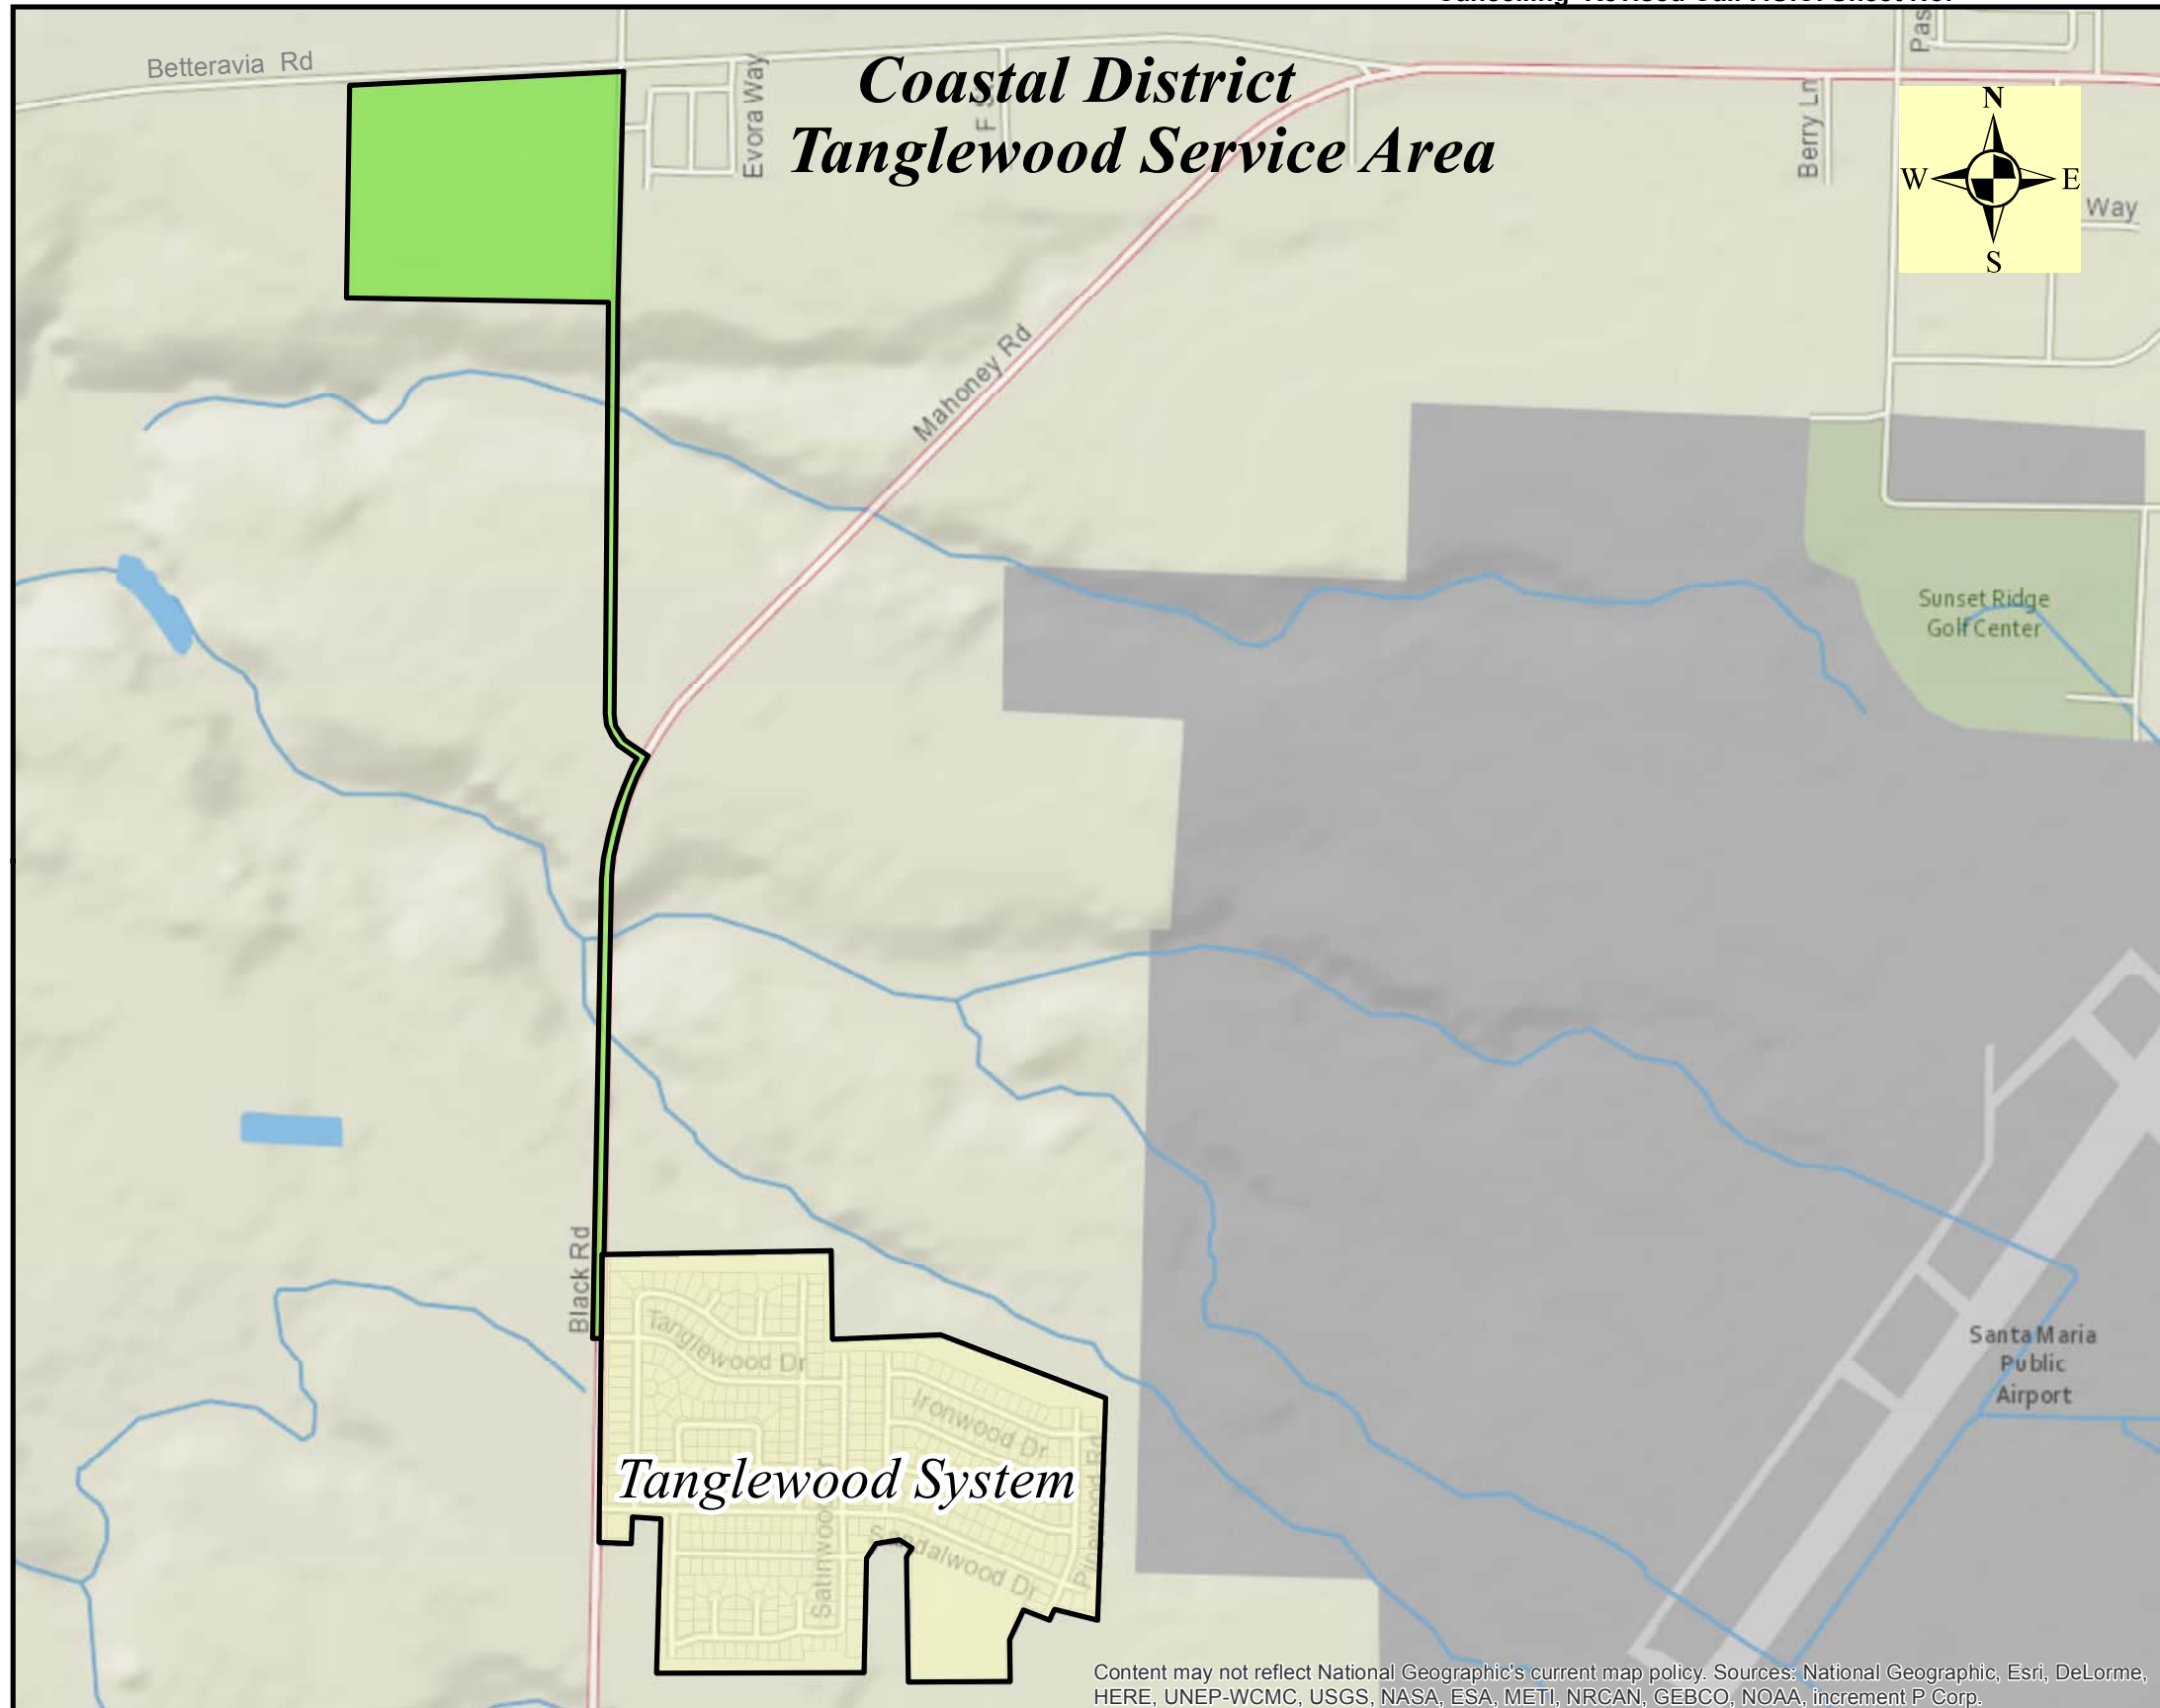 Betteravia Rd
Evora Way
Coastal District
Tanglewood Service Area
Berry Ln
N
W
E
S
Way
Mahoney Rd
Sunset Ridge
Golf Center
Black Rd
Tanglewood Dr
Ironwood Dr
Tanglewood System
Sandalwood Dr
Pinewood Rd
Santa Maria
Public
Airport
Content may not reflect National Geographic's current map policy. Sources: National Geographic, Esri, DeLorme,
HERE, UNEP-WCMC, USGS, NASA, ESA, METI, NRCAN, GEBCO, NOAA, increment P Corp.